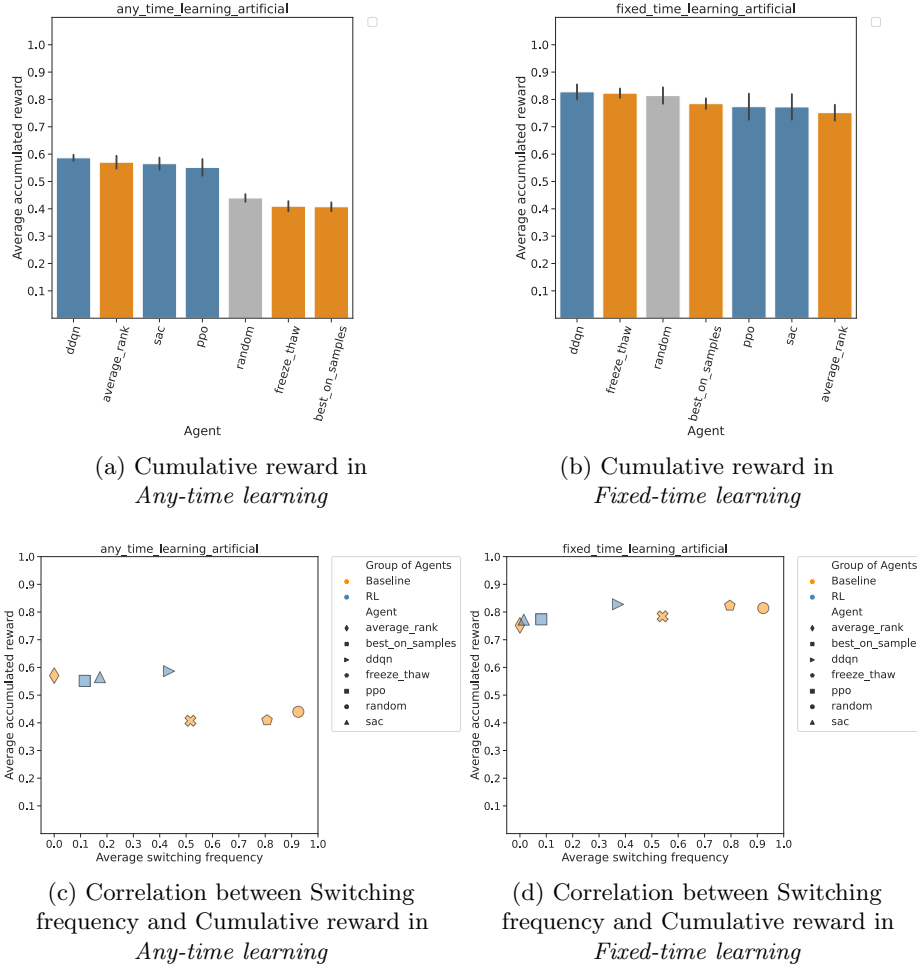 any_time_learning_artificial
Average accumulated reward
1.0
0.9
0.8
0.7
0.6
0.5
0.4
0.3
0.2
0.1
ddqn
average_rank
sac
ppo
random
freeze_thaw
best_on_samples
Agent
(a) Cumulative reward in
Any-time learning
fixed_time_learning_artificial
Average accumulated reward
1.0
0.9
0.8
0.7
0.6
0.5
0.4
0.3
0.2
0.1
ddqn
freeze_thaw
random
best_on_samples
ppo
sac
average_rank
Agent
(b) Cumulative reward in
Fixed-time learning
any_time_learning_artificial
Average accumulated reward
1.0
0.9
0.8
0.7
0.6
0.5
0.4
0.3
0.2
0.1
0.0 0.1 0.2 0.3 0.4 0.5 0.6 0.7 0.8 0.9 1.0
Average switching frequency
Group of Agents
Baseline
RL
Agent
average_rank
best_on_samples
ddqn
freeze_thaw
ppo
random
sac
(c) Correlation between Switching
frequency and Cumulative reward in
Any-time learning
fixed_time_learning_artificial
Average accumulated reward
1.0
0.9
0.8
0.7
0.6
0.5
0.4
0.3
0.2
0.1
0.0 0.1 0.2 0.3 0.4 0.5 0.6 0.7 0.8 0.9 1.0
Average switching frequency
Group of Agents
Baseline
RL
Agent
average_rank
best_on_samples
ddqn
freeze_thaw
ppo
random
sac
(d) Correlation between Switching
frequency and Cumulative reward in
Fixed-time learning